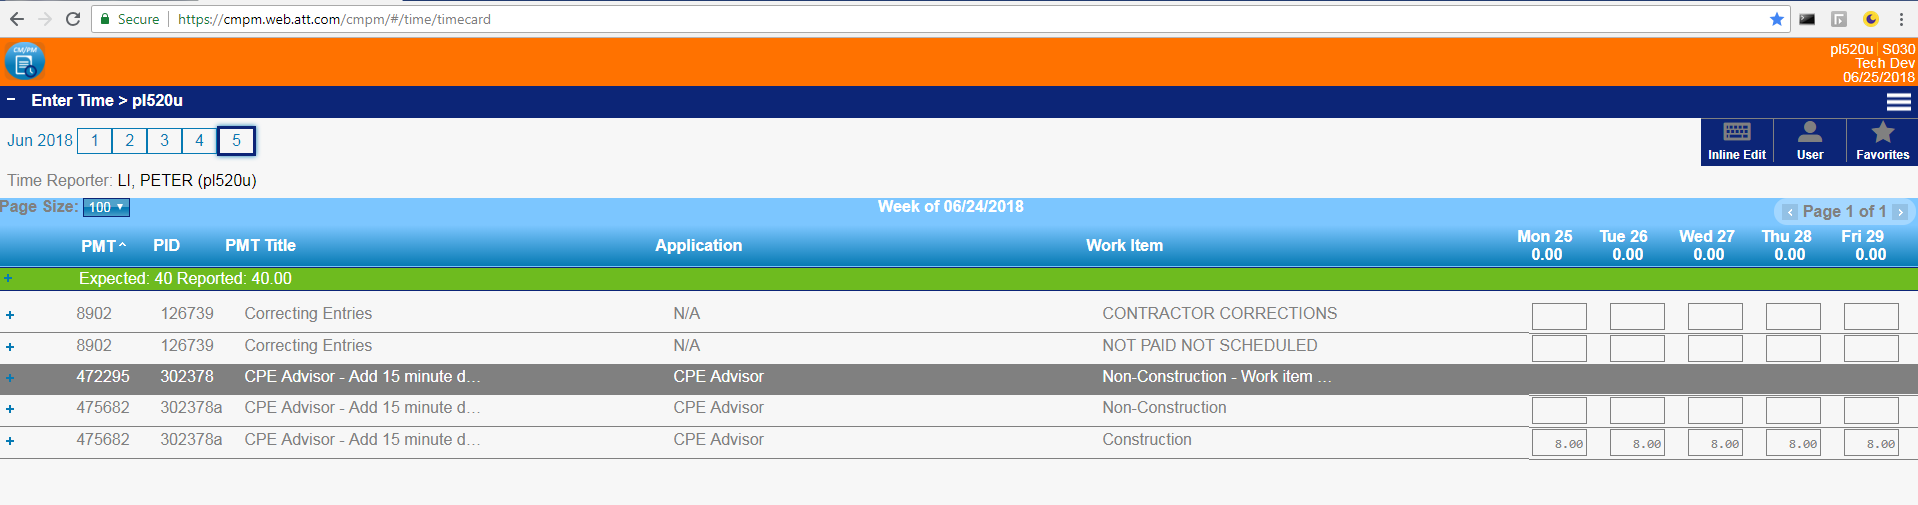 Secure https://cmpm.web.att.com/cmpm/#/time/timecard
CM/PM
pl520u S030
Tech Dev
06/25/2018
− Enter Time > pl520u
Jun 2018 1 2 3 4 5
Inline Edit User Favorites
Time Reporter: LI, PETER (pl520u)
Page Size: 100 Week of 06/24/2018 < Page 1 of 1 >
PMT PID PMT Title Application Work Item Mon 25 Tue 26 Wed 27 Thu 28 Fri 29
0.00 0.00 0.00 0.00 0.00
+ Expected: 40 Reported: 40.00
+ 8902 126739 Correcting Entries N/A CONTRACTOR CORRECTIONS
+ 8902 126739 Correcting Entries N/A NOT PAID NOT SCHEDULED
+ 472295 302378 CPE Advisor - Add 15 minute d... CPE Advisor Non-Construction - Work item ...
+ 475682 302378a CPE Advisor - Add 15 minute d... CPE Advisor Non-Construction
+ 475682 302378a CPE Advisor - Add 15 minute d... CPE Advisor Construction 8.00 8.00 8.00 8.00 8.00